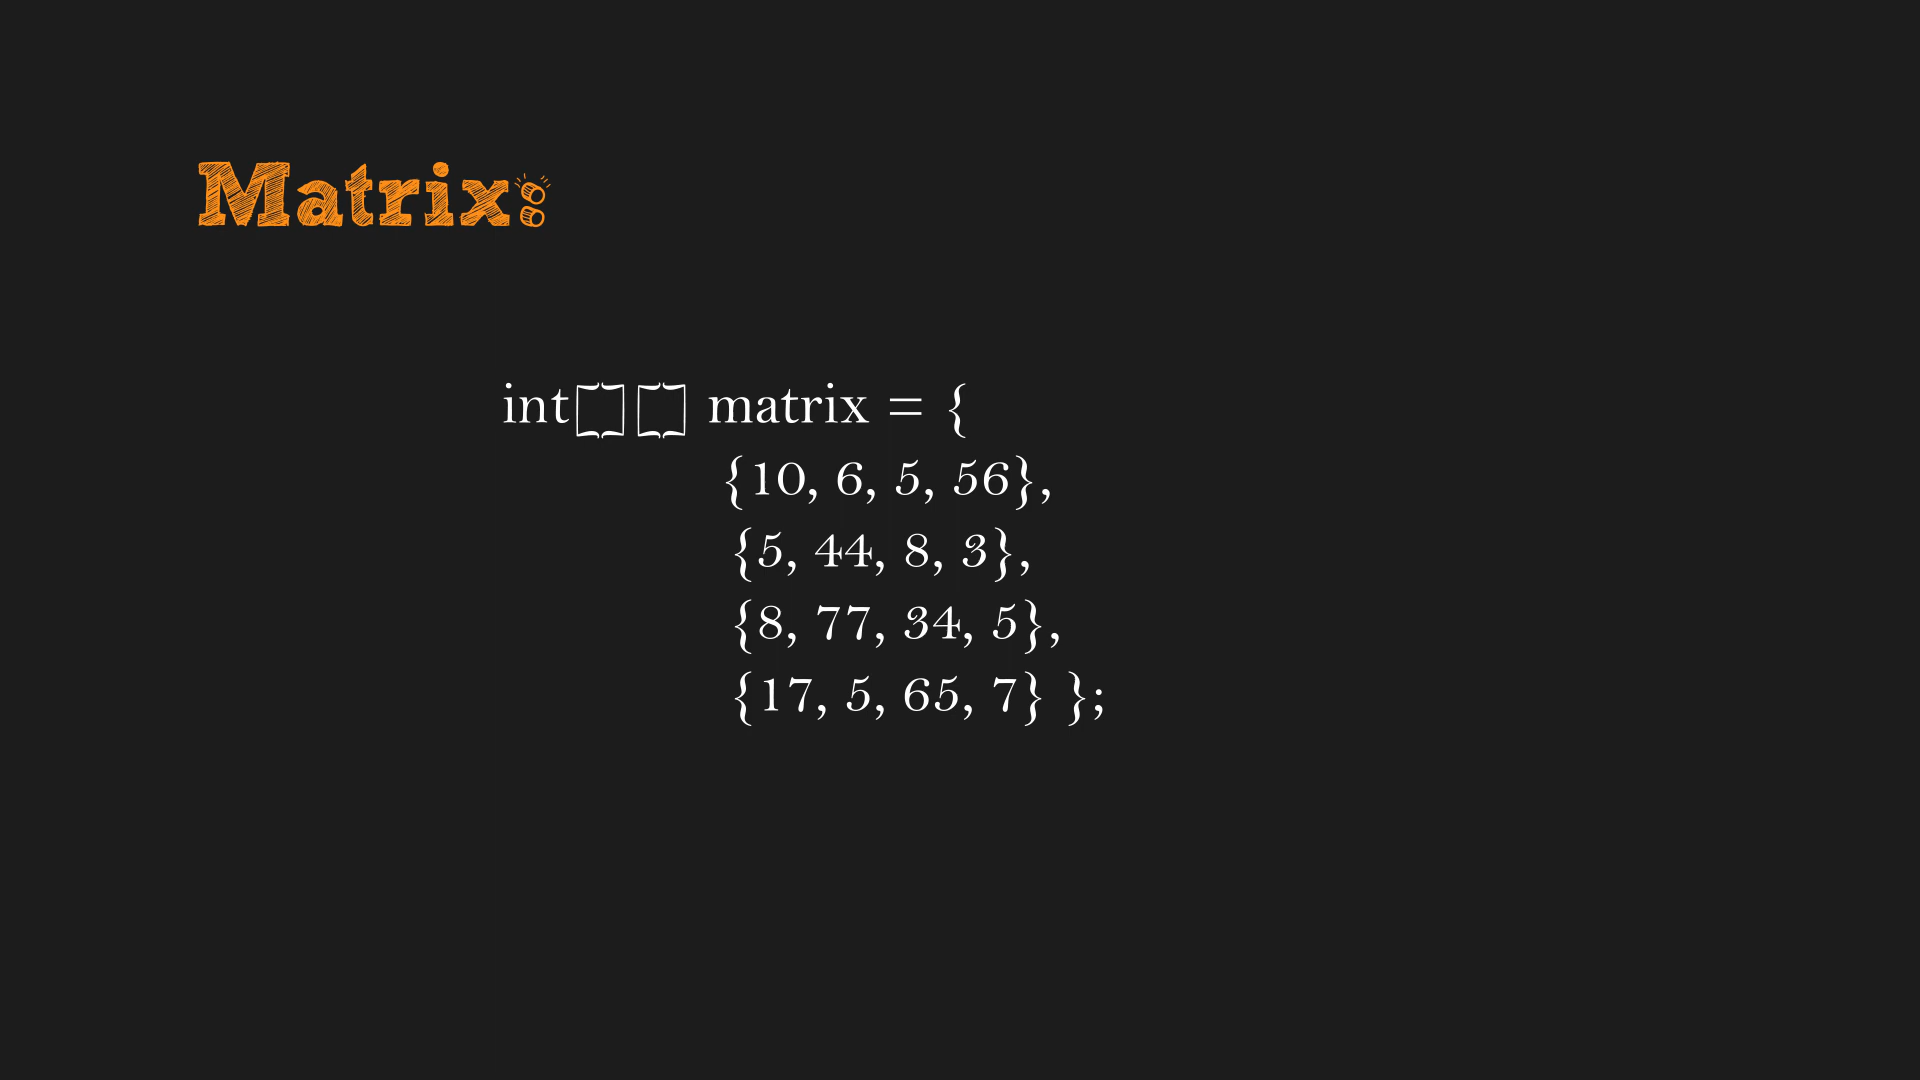 Matrix:
int[][] matrix = {
{10, 6, 5, 56},
{5, 44, 8, 3},
{8, 77, 34, 5},
{17, 5, 65, 7} };